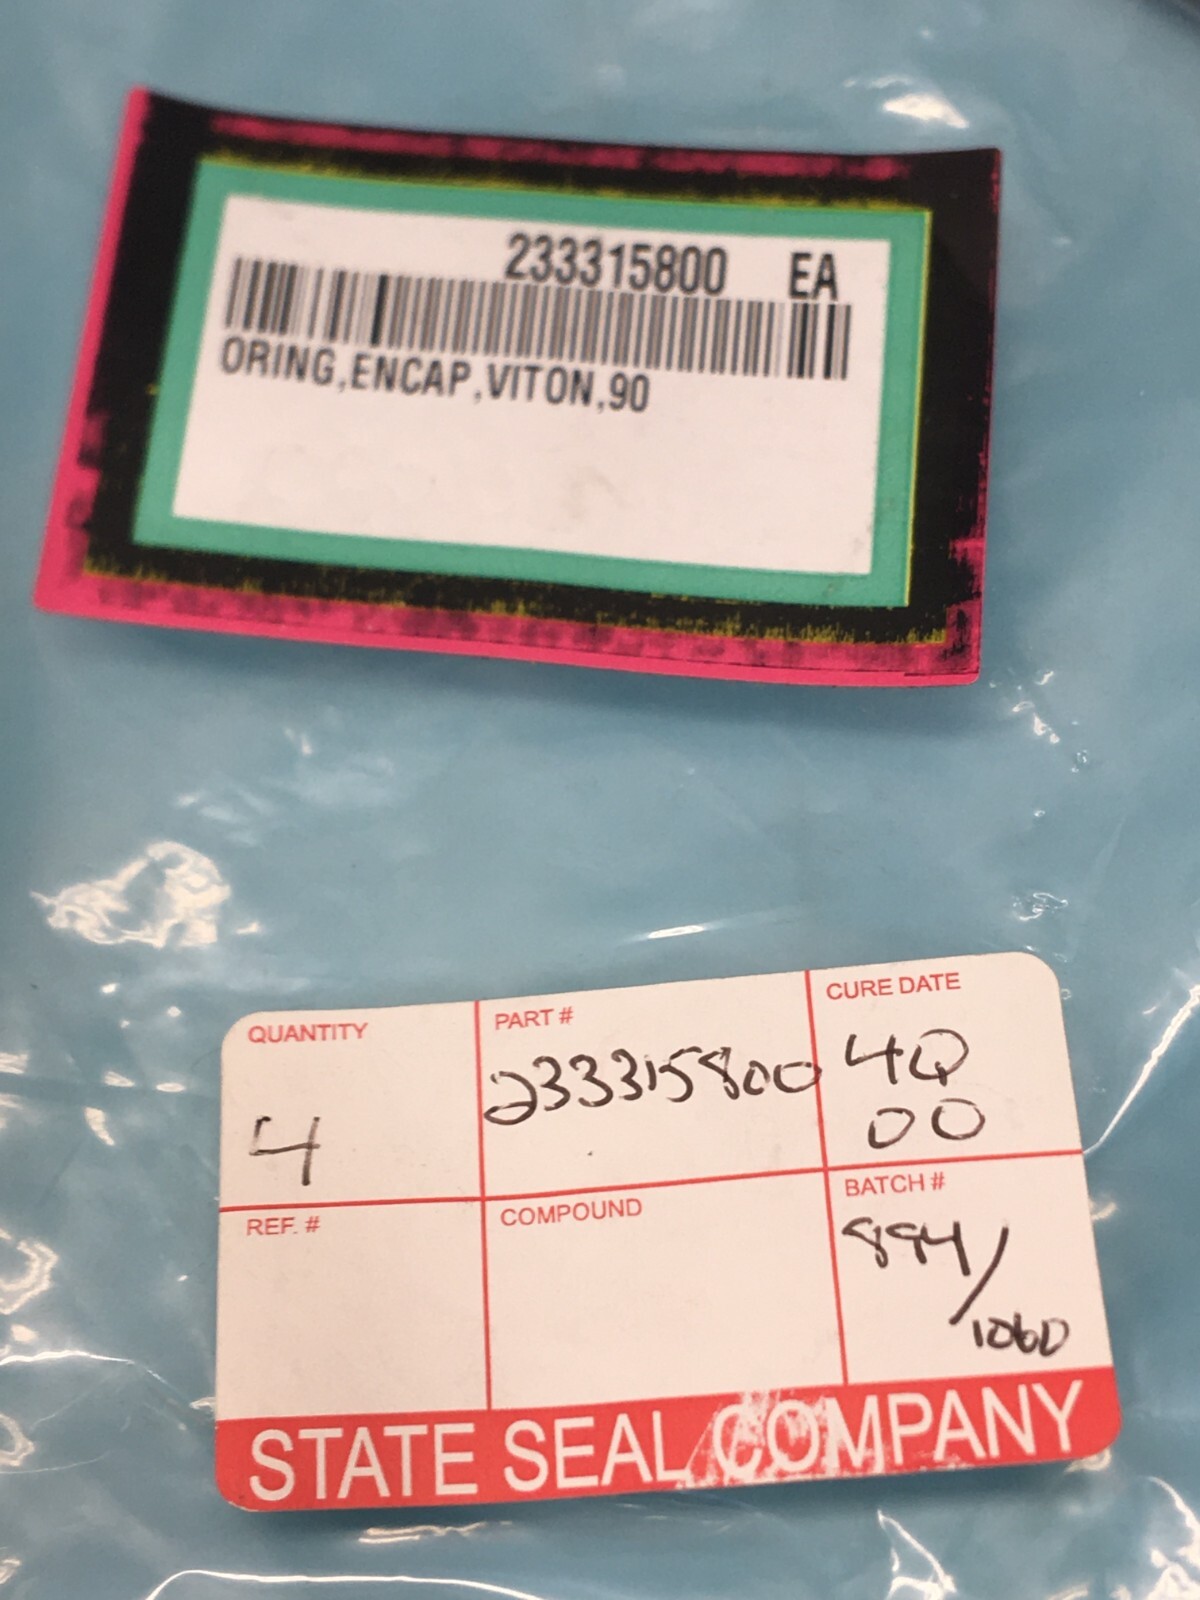 233315800 EA
ORING,ENCAP,VITON,90
QUANTITY
4
PART #
233315800
CURE DATE
4Q
00
REF. #
COMPOUND
BATCH #
894/
1060
STATE SEAL COMPANY